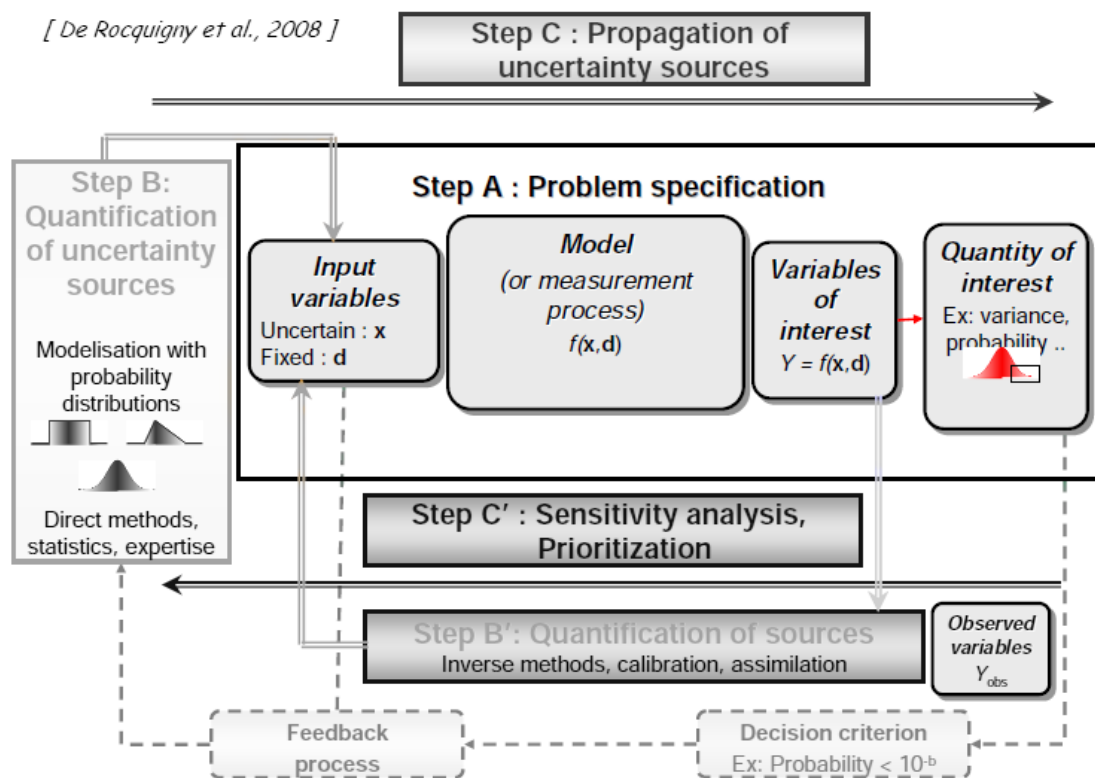 [ De Rocquigny et al., 2008 ]
Step C : Propagation of
uncertainty sources
Step B:
Quantification
of uncertainty
sources
Modelisation with
probability
distributions
Direct methods,
statistics, expertise
Step A : Problem specification
Input
variables
Uncertain : x
Fixed : d
Model
(or measurement
process)
f(x,d)
Variables
of
interest
Y = f(x,d)
Quantity of
interest
Ex: variance,
probability ..
Step C' : Sensitivity analysis,
Prioritization
Step B': Quantification of sources
Inverse methods, calibration, assimilation
Observed
variables
Yobs
Feedback
process
Decision criterion
Ex: Probability < 10-b